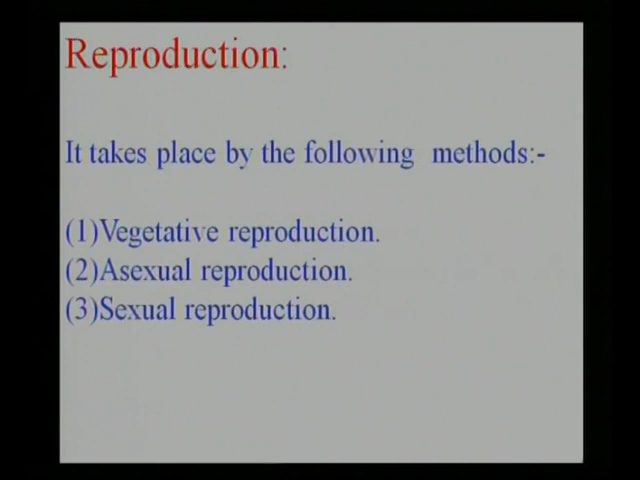 Reproduction:
It takes place by the following methods:-
(1)Vegetative reproduction.
(2)Asexual reproduction.
(3)Sexual reproduction.